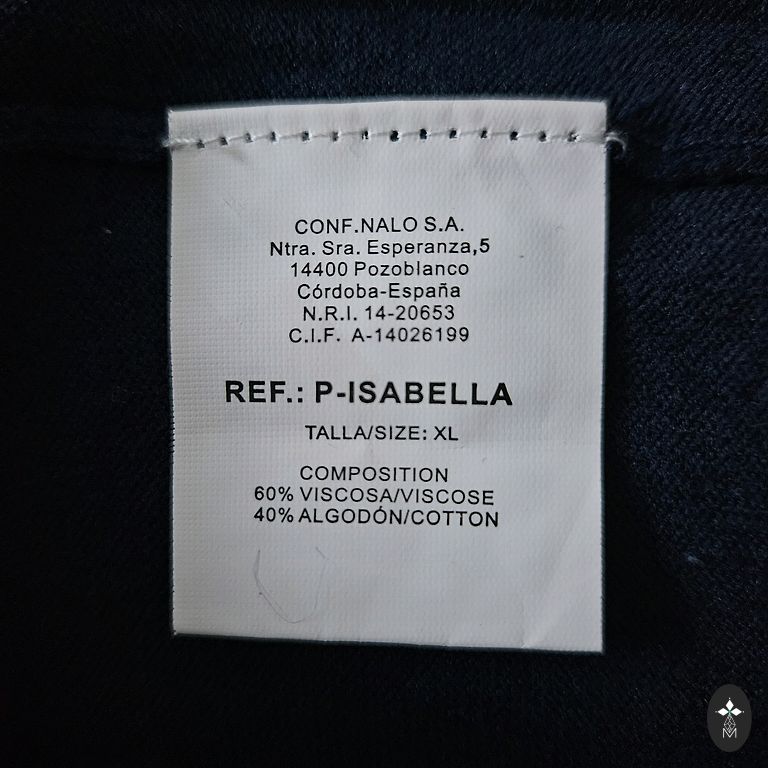 CONF.NALO S.A.
Ntra. Sra. Esperanza,5
14400 Pozoblanco
Córdoba-España
N.R.I. 14-20653
C.I.F. A-14026199
REF.: P-ISABELLA
TALLA/SIZE: XL
COMPOSITION
60% VISCOSA/VISCOSE
40% ALGODÓN/COTTON
M